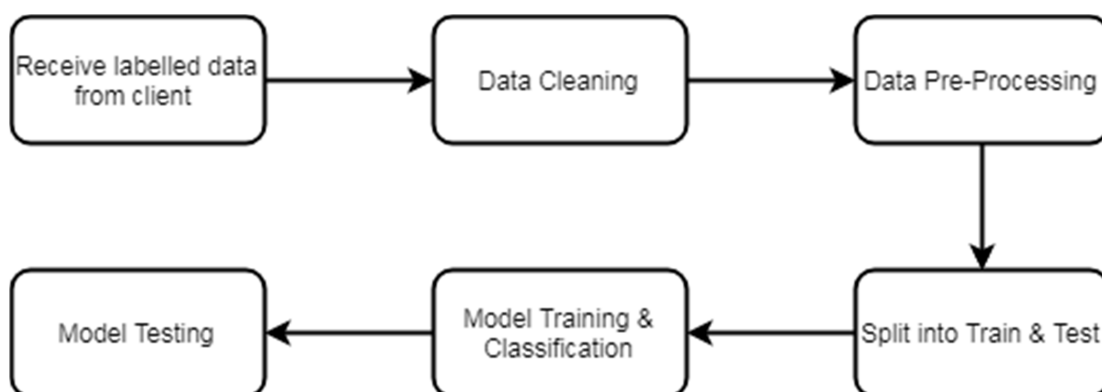 Receive labelled data
from client
Data Cleaning
Data Pre-Processing
Split into Train & Test
Model Training &
Classification
Model Testing